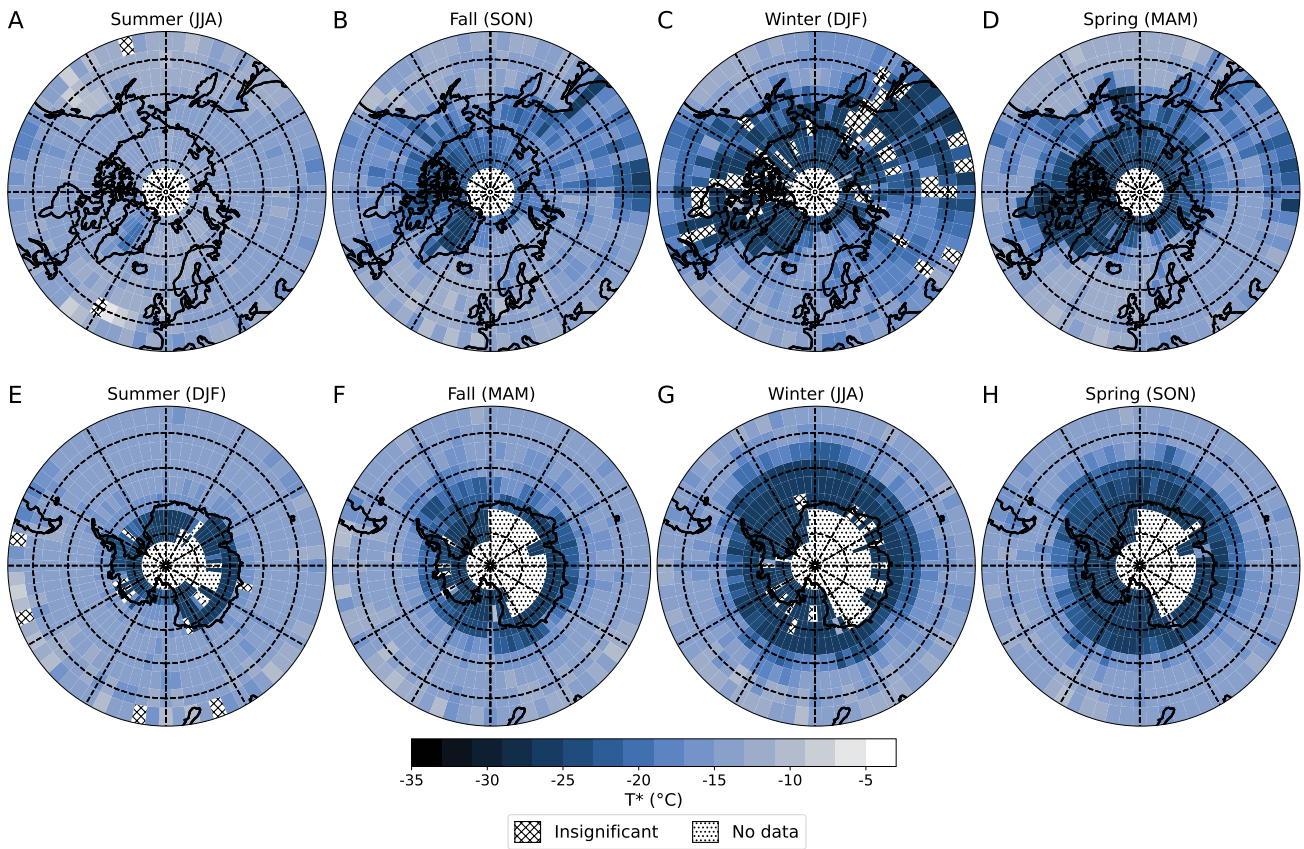 A Summer (JJA)
B Fall (SON)
C Winter (DJF)
D Spring (MAM)
E Summer (DJF)
F Fall (MAM)
G Winter (JJA)
H Spring (SON)
-35 -30 -25 -20 -15 -10 -5
T* (°C)
Insignificant No data